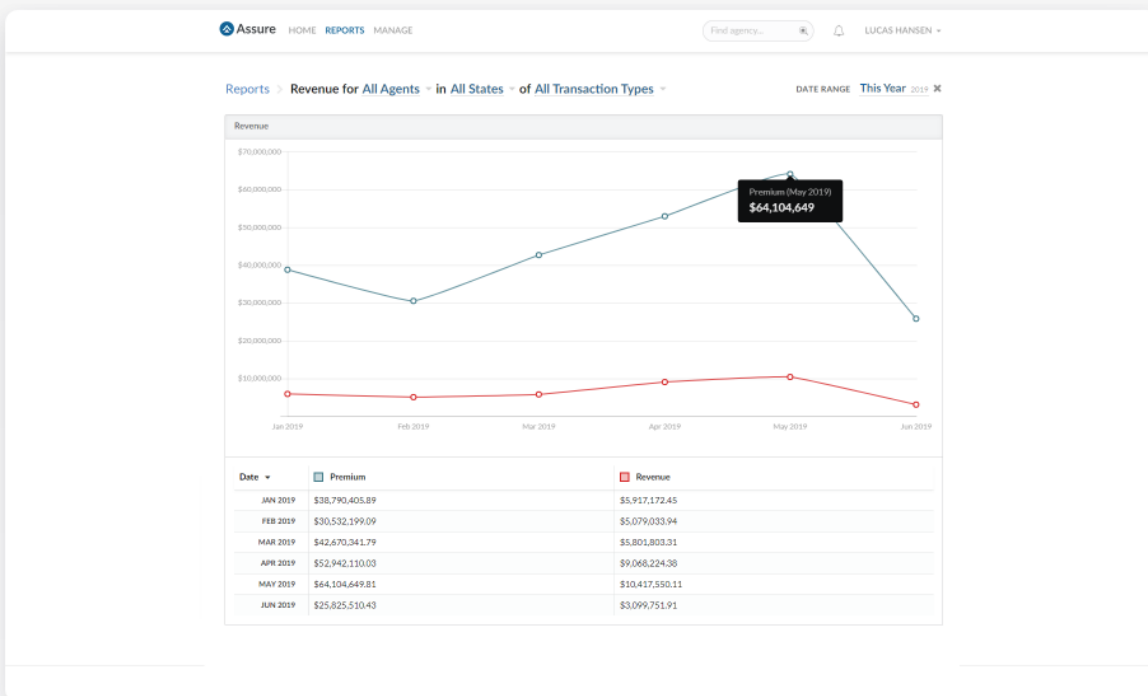 Assure HOME REPORTS MANAGE Find agency... LUCAS HANSEN
Reports > Revenue for All Agents in All States of All Transaction Types DATE RANGE This Year 2019 ✖
Revenue
$70,000,000
$60,000,000
$50,000,000
$40,000,000
$30,000,000
$20,000,000
$10,000,000
Premium (May 2019)
$64,104,649
Jan 2019 Feb 2019 Mar 2019 Apr 2019 May 2019 Jun 2019
Date Premium Revenue
JAN 2019 $38,790,405.89 $5,917,172.45
FEB 2019 $30,532,199.09 $5,079,033.94
MAR 2019 $42,670,341.79 $5,801,803.31
APR 2019 $52,942,110.03 $9,068,224.38
MAY 2019 $64,104,649.81 $10,417,550.11
JUN 2019 $25,825,510.43 $3,099,751.91